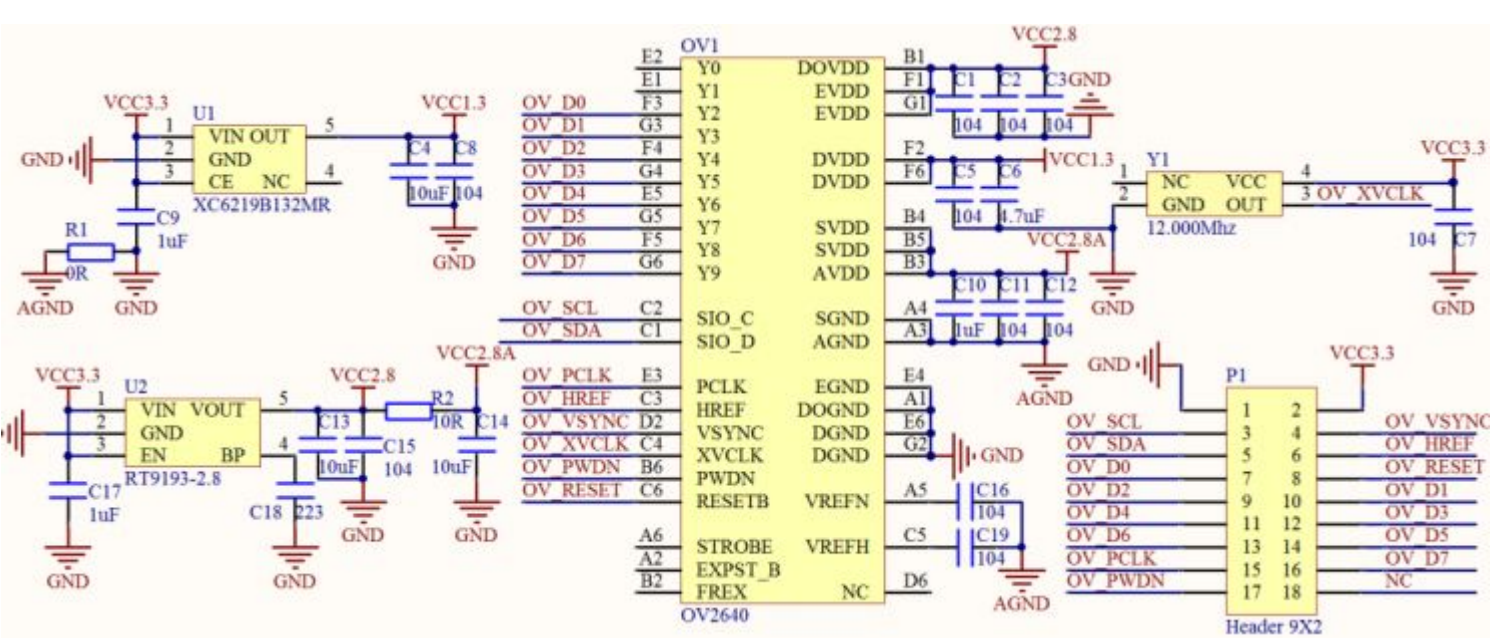 VCC3.3
U1
1 VIN OUT 5
GND 2 GND
3 CE NC 4
XC6219B132MR
VCC1.3
C4 C8
10uF 104
GND
C9
1uF
R1
0R
AGND GND
VCC3.3
U2
1 VIN VOUT 5
2 GND
3 EN BP 4
RT9193-2.8
C17
1uF
GND
C18 223
GND
VCC2.8
C13
10uF
C15
104
GND
R2
10R
VCC2.8A
C14
10uF
GND
OV1
E2 Y0
E1 Y1
OV_D0 F3 Y2
OV_D1 G3 Y3
OV_D2 F4 Y4
OV_D3 G4 Y5
OV_D4 E5 Y6
OV_D5 G5 Y7
OV_D6 F5 Y8
OV_D7 G6 Y9
OV_SCL C2 SIO_C
OV_SDA C1 SIO_D
OV_PCLK E3 PCLK
OV_HREF C3 HREF
OV_VSYNC D2 VSYNC
OV_XVCLK C4 XVCLK
OV_PWDN B6 PWDN
OV_RESET C6 RESETB
A6 STROBE
A2 EXPST_B
B2 FREX
OV2640
DOVDD B1
EVDD F1
EVDD G1
DVDD F2
DVDD F6
SVDD B4
SVDD B5
AVDD B3
SGND A4
AGND A3
EGND E4
DOGND A1
DGND E6
DGND G2
VREFN A5
VREFH C5
NC D6
VCC2.8
C1 C2 C3 GND
104 104 104
VCC1.3
C5 C6
104 4.7uF
VCC2.8A
C10 C11 C12
1uF 104 104
AGND
GND
C16
104
C19
104
AGND
Y1
1 NC VCC 4
2 GND OUT 3 OV_XVCLK
12.000Mhz
GND
VCC3.3
104 C7
GND
GND
VCC3.3
P1
1 2
OV_SCL 3 4 OV_VSYNC
OV_SDA 5 6 OV_HREF
OV_D0 7 8 OV_RESET
OV_D2 9 10 OV_D1
OV_D4 11 12 OV_D3
OV_D6 13 14 OV_D5
OV_PCLK 15 16 OV_D7
OV_PWDN 17 18 NC
Header 9X2